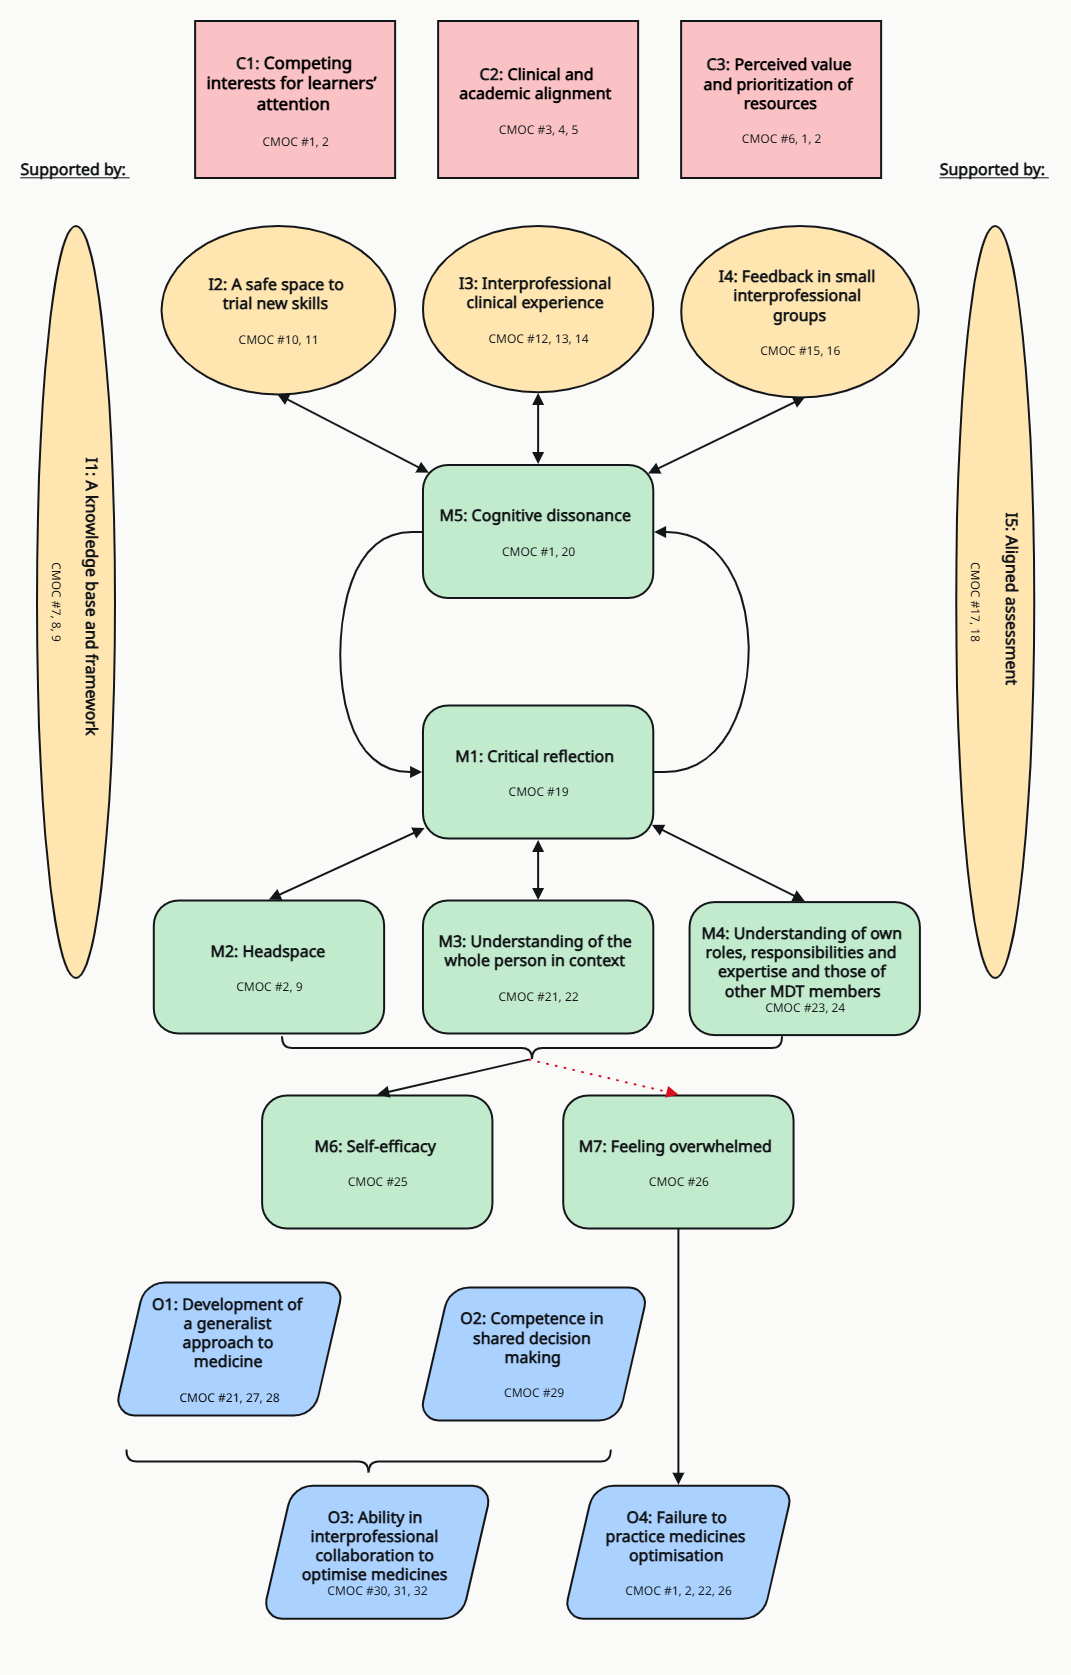 C1: Competing
interests for learners’
attention
CMOC #1, 2
C2: Clinical and
academic alignment
CMOC #3, 4, 5
C3: Perceived value
and prioritization of
resources
CMOC #6, 1, 2
Supported by:
Supported by:
I1: A knowledge base and framework
CMOC #7, 8, 9
I2: A safe space to
trial new skills
CMOC #10, 11
I3: Interprofessional
clinical experience
CMOC #12, 13, 14
I4: Feedback in small
interprofessional
groups
CMOC #15, 16
I5: Aligned assessment
CMOC #17, 18
M5: Cognitive dissonance
CMOC #1, 20
M1: Critical reflection
CMOC #19
M2: Headspace
CMOC #2, 9
M3: Understanding of the
whole person in context
CMOC #21, 22
M4: Understanding of own
roles, responsibilities and
expertise and those of
other MDT members
CMOC #23, 24
M6: Self-efficacy
CMOC #25
M7: Feeling overwhelmed
CMOC #26
O1: Development of
a generalist
approach to
medicine
CMOC #21, 27, 28
O2: Competence in
shared decision
making
CMOC #29
O3: Ability in
interprofessional
collaboration to
optimise medicines
CMOC #30, 31, 32
O4: Failure to
practice medicines
optimisation
CMOC #1, 2, 22, 26